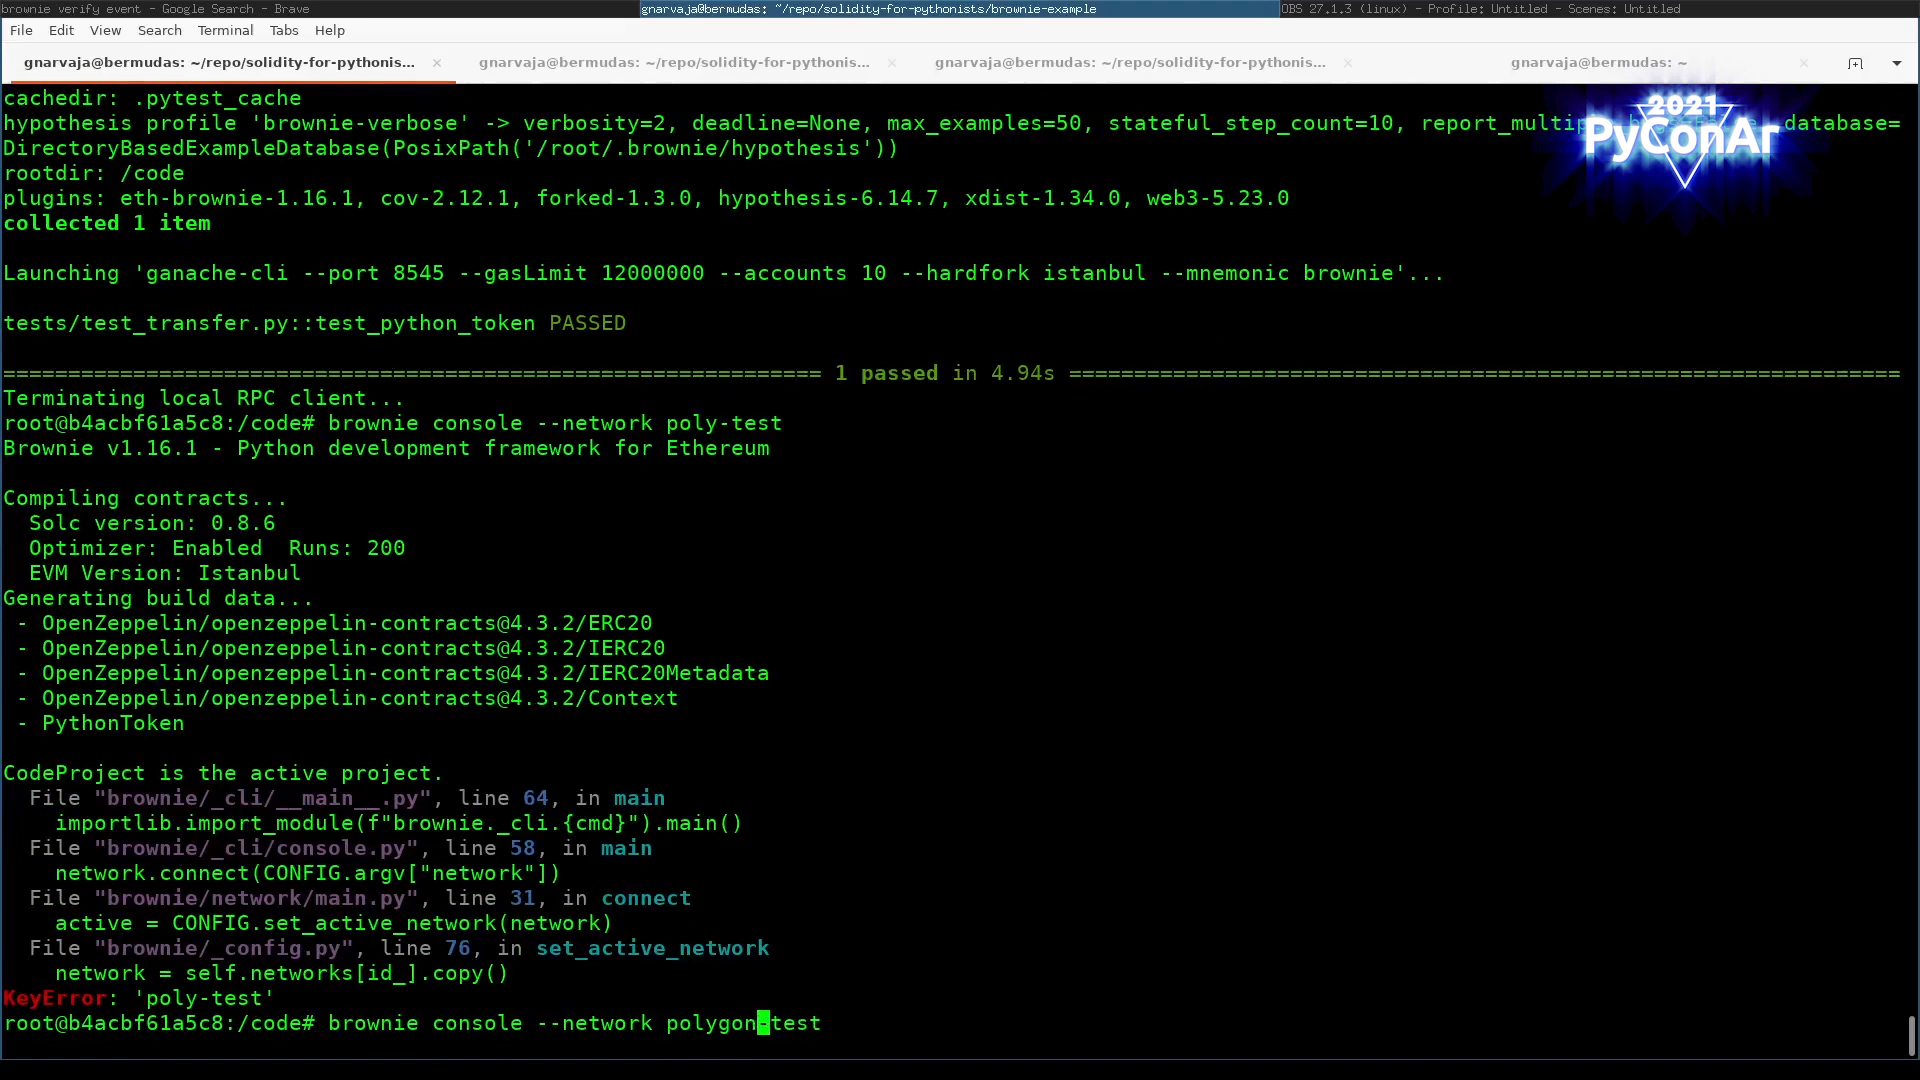 brownie verify event - Google Search - Brave
gnarvaja@bermudas: ~/repo/solidity-for-pythonists/brownie-example
OBS 27.1.3 (linux) - Profile: Untitled - Scenes: Untitled
File Edit View Search Terminal Tabs Help
gnarvaja@bermudas: ~/repo/solidity-for-pythonis... × gnarvaja@bermudas: ~/repo/solidity-for-pythonis... × gnarvaja@bermudas: ~/repo/solidity-for-pythonis... × gnarvaja@bermudas: ~ ×
2021
PyConAr
cachedir: .pytest_cache
hypothesis profile 'brownie-verbose' -> verbosity=2, deadline=None, max_examples=50, stateful_step_count=10, report_multip database=
DirectoryBasedExampleDatabase(PosixPath('/root/.brownie/hypothesis'))
rootdir: /code
plugins: eth-brownie-1.16.1, cov-2.12.1, forked-1.3.0, hypothesis-6.14.7, xdist-1.34.0, web3-5.23.0
collected 1 item
Launching 'ganache-cli --port 8545 --gasLimit 12000000 --accounts 10 --hardfork istanbul --mnemonic brownie'...
tests/test_transfer.py::test_python_token PASSED
=============================================================== 1 passed in 4.94s ================================================================
Terminating local RPC client...
root@b4acbf61a5c8:/code# brownie console --network poly-test
Brownie v1.16.1 - Python development framework for Ethereum
Compiling contracts...
Solc version: 0.8.6
Optimizer: Enabled  Runs: 200
EVM Version: Istanbul
Generating build data...
- OpenZeppelin/openzeppelin-contracts@4.3.2/ERC20
- OpenZeppelin/openzeppelin-contracts@4.3.2/IERC20
- OpenZeppelin/openzeppelin-contracts@4.3.2/IERC20Metadata
- OpenZeppelin/openzeppelin-contracts@4.3.2/Context
- PythonToken
CodeProject is the active project.
File "brownie/_cli/__main__.py", line 64, in main
importlib.import_module(f"brownie._cli.{cmd}").main()
File "brownie/_cli/console.py", line 58, in main
network.connect(CONFIG.argv["network"])
File "brownie/network/main.py", line 31, in connect
active = CONFIG.set_active_network(network)
File "brownie/_config.py", line 76, in set_active_network
network = self.networks[id_].copy()
KeyError: 'poly-test'
root@b4acbf61a5c8:/code# brownie console --network polygon-test